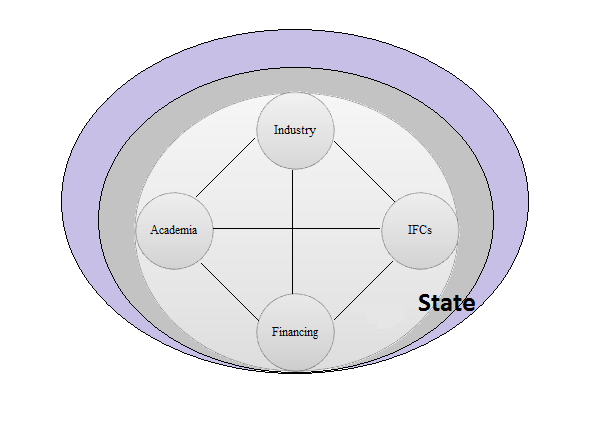 Industry
Academia
IFCs
State
Financing